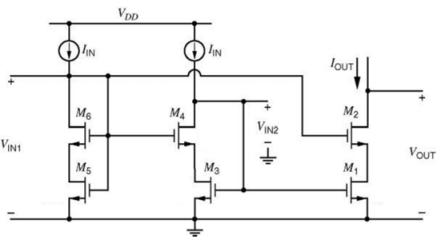 V_DD
I_IN
I_IN
I_OUT
+
+
+
M_6
M_4
M_2
V_IN1
V_IN2
V_OUT
M_5
M_3
M_1
−
−
−